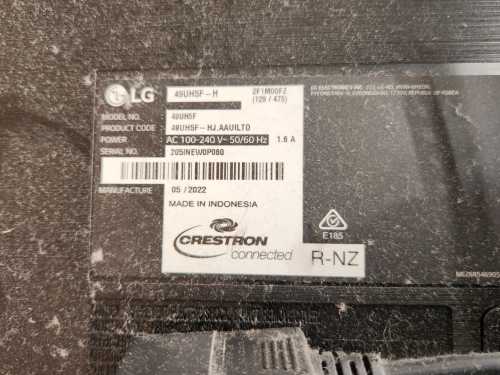 LG
49UH5F-H
2F1M00FZ
(129 / 475)
MODEL NO. 49UH5F
PRODUCT CODE 49UH5F-HJ.AAUILTD
POWER AC 100-240 V~ 50/60 Hz 1.6 A
SERIAL NO. 205INEW0P080
MANUFACTURE 05 / 2022
MADE IN INDONESIA
CRESTRON
connected
E185
R-NZ